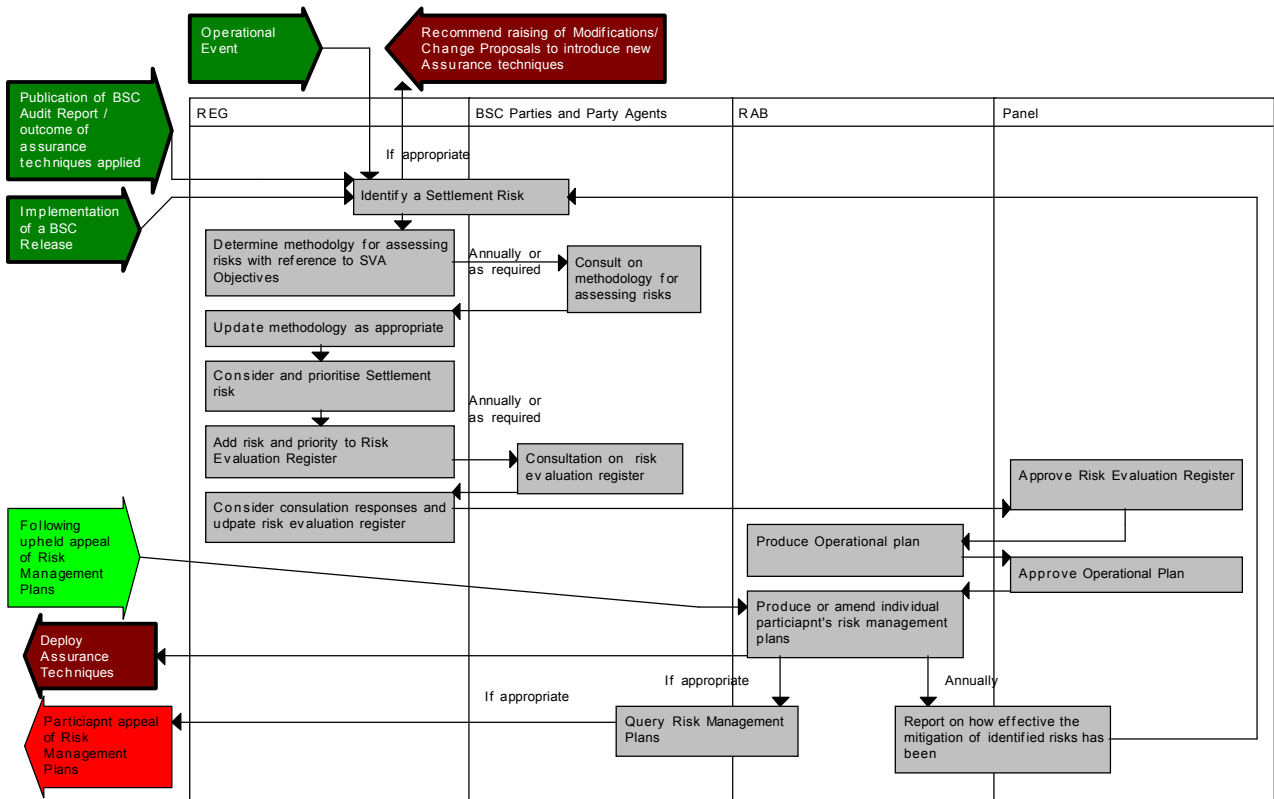 Operational
Event
Recommend raising of Modifications/
Change Proposals to introduce new
Assurance techniques
Publication of BSC
Audit Report /
outcome of
assurance
techniques applied
REG
BSC Parties and Party Agents
RAB
Panel
If appropriate
Identify a Settlement Risk
Implementation
of a BSC
Release
Determine methodolgy for assessing
risks with reference to SVA
Objectives
Annually or
as required
Consult on
methodology for
assessing risks
Update methodology as appropriate
Consider and prioritise Settlement
risk
Annually or
as required
Add risk and priority to Risk
Evaluation Register
Consultation on risk
evaluation register
Approve Risk Evaluation Register
Consider consulation responses and
udpate risk evaluation register
Following
upheld appeal
of Risk
Management
Plans
Produce Operational plan
Approve Operational Plan
Produce or amend individual
particiapnt's risk management
plans
Deploy
Assurance
Techniques
If appropriate
If appropriate
Annually
Particiapnt appeal
of Risk
Management
Plans
Query Risk Management
Plans
Report on how effective the
mitigation of identified risks has
been